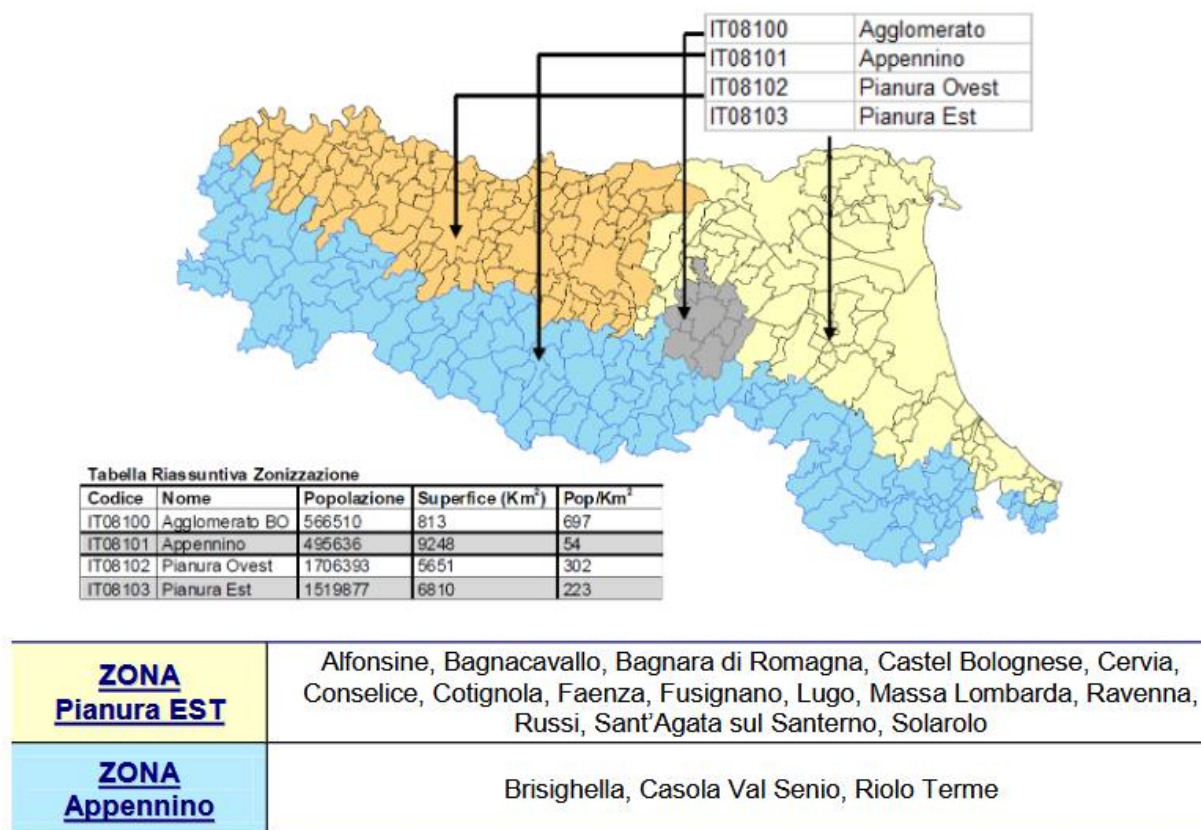 IT08100 Agglomerato
IT08101 Appennino
IT08102 Pianura Ovest
IT08103 Pianura Est
Tabella Riassuntiva Zonizzazione
Codice Nome Popolazione Superfice (Km²) Pop/Km²
IT08100 Agglomerato BO 566510 813 697
IT08101 Appennino 495636 9248 54
IT08102 Pianura Ovest 1706393 5651 302
IT08103 Pianura Est 1519877 6810 223
ZONA
Pianura EST
Alfonsine, Bagnacavallo, Bagnara di Romagna, Castel Bolognese, Cervia,
Conselice, Cotignola, Faenza, Fusignano, Lugo, Massa Lombarda, Ravenna,
Russi, Sant'Agata sul Santerno, Solarolo
ZONA
Appennino
Brisighella, Casola Val Senio, Riolo Terme